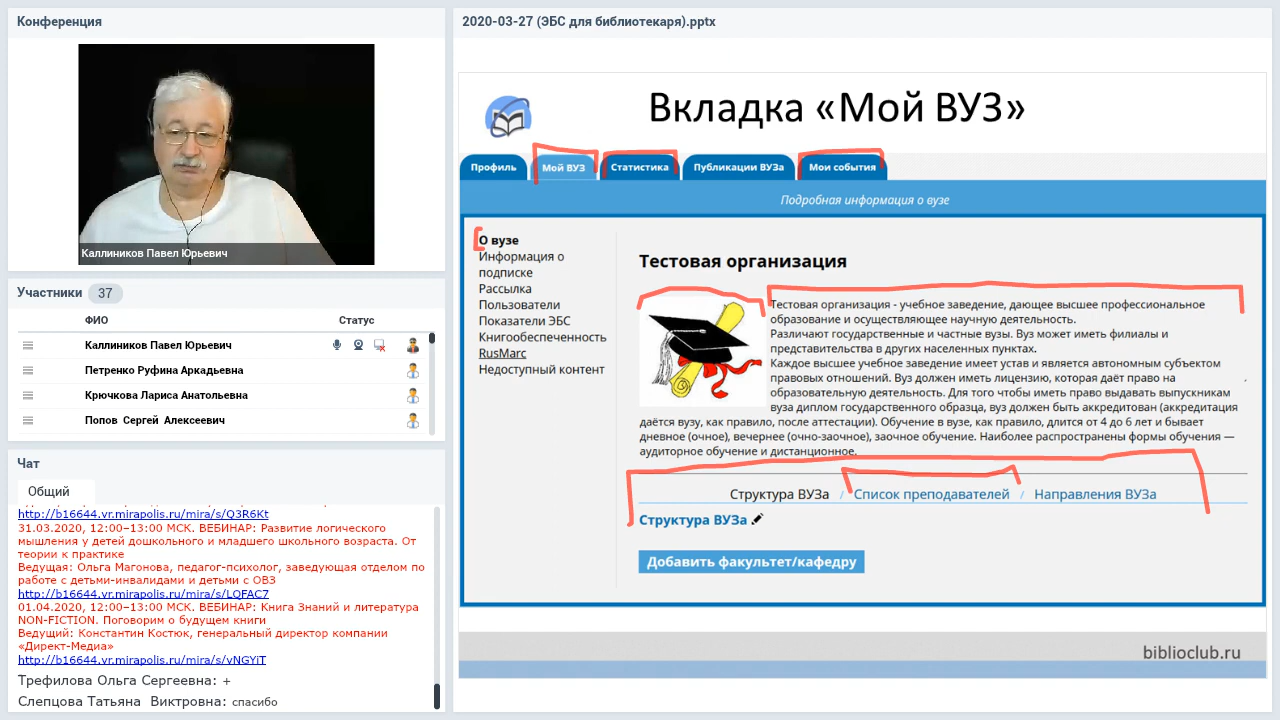 Конференция
Каллиников Павел Юрьевич
Участники 37
ФИО Статус
Каллиников Павел Юрьевич
Петренко Руфина Аркадьевна
Крючкова Лариса Анатольевна
Попов Сергей Алексеевич
Чат
Общий
http://b16644.vr.mirapolis.ru/mira/s/Q3R6Kt
31.03.2020, 12:00–13:00 МСК. ВЕБИНАР: Развитие логического
мышления у детей дошкольного и младшего школьного возраста. От
теории к практике
Ведущая: Ольга Магонова, педагог-психолог, заведующая отделом по
работе с детьми-инвалидами и детьми с ОВЗ
http://b16644.vr.mirapolis.ru/mira/s/LQFAC7
01.04.2020, 12:00–13:00 МСК. ВЕБИНАР: Книга Знаний и литература
NON-FICTION. Поговорим о будущем книги
Ведущий: Константин Костюк, генеральный директор компании
«Директ-Медиа»
http://b16644.vr.mirapolis.ru/mira/s/vNGYiT
Трефилова Ольга Сергеевна: +
Слепцова Татьяна Виктровна: спасибо
2020-03-27 (ЭБС для библиотекаря).pptx
Вкладка «Мой ВУЗ»
Профиль Мой ВУЗ Статистика Публикации ВУЗа Мои события
Подробная информация о вузе
О вузе
Информация о
подписке
Рассылка
Пользователи
Показатели ЭБС
Книгообеспеченность
RusMarc
Недоступный контент
Тестовая организация
Тестовая организация - учебное заведение, дающее высшее профессиональное
образование и осуществляющее научную деятельность.
Различают государственные и частные вузы. Вуз может иметь филиалы и
представительства в других населенных пунктах.
Каждое высшее учебное заведение имеет устав и является автономным субъектом
правовых отношений. Вуз должен иметь лицензию, которая даёт право на
образовательную деятельность. Для того чтобы иметь право выдавать выпускникам
вуза диплом государственного образца, вуз должен быть аккредитован (аккредитация
даётся вузу, как правило, после аттестации). Обучение в вузе, как правило, длится от 4 до 6 лет и бывает
дневное (очное), вечернее (очно-заочное), заочное обучение. Наиболее распространены формы обучения —
аудиторное обучение и дистанционное.
Структура ВУЗа / Список преподавателей / Направления ВУЗа
Структура ВУЗа
Добавить факультет/кафедру
biblioclub.ru